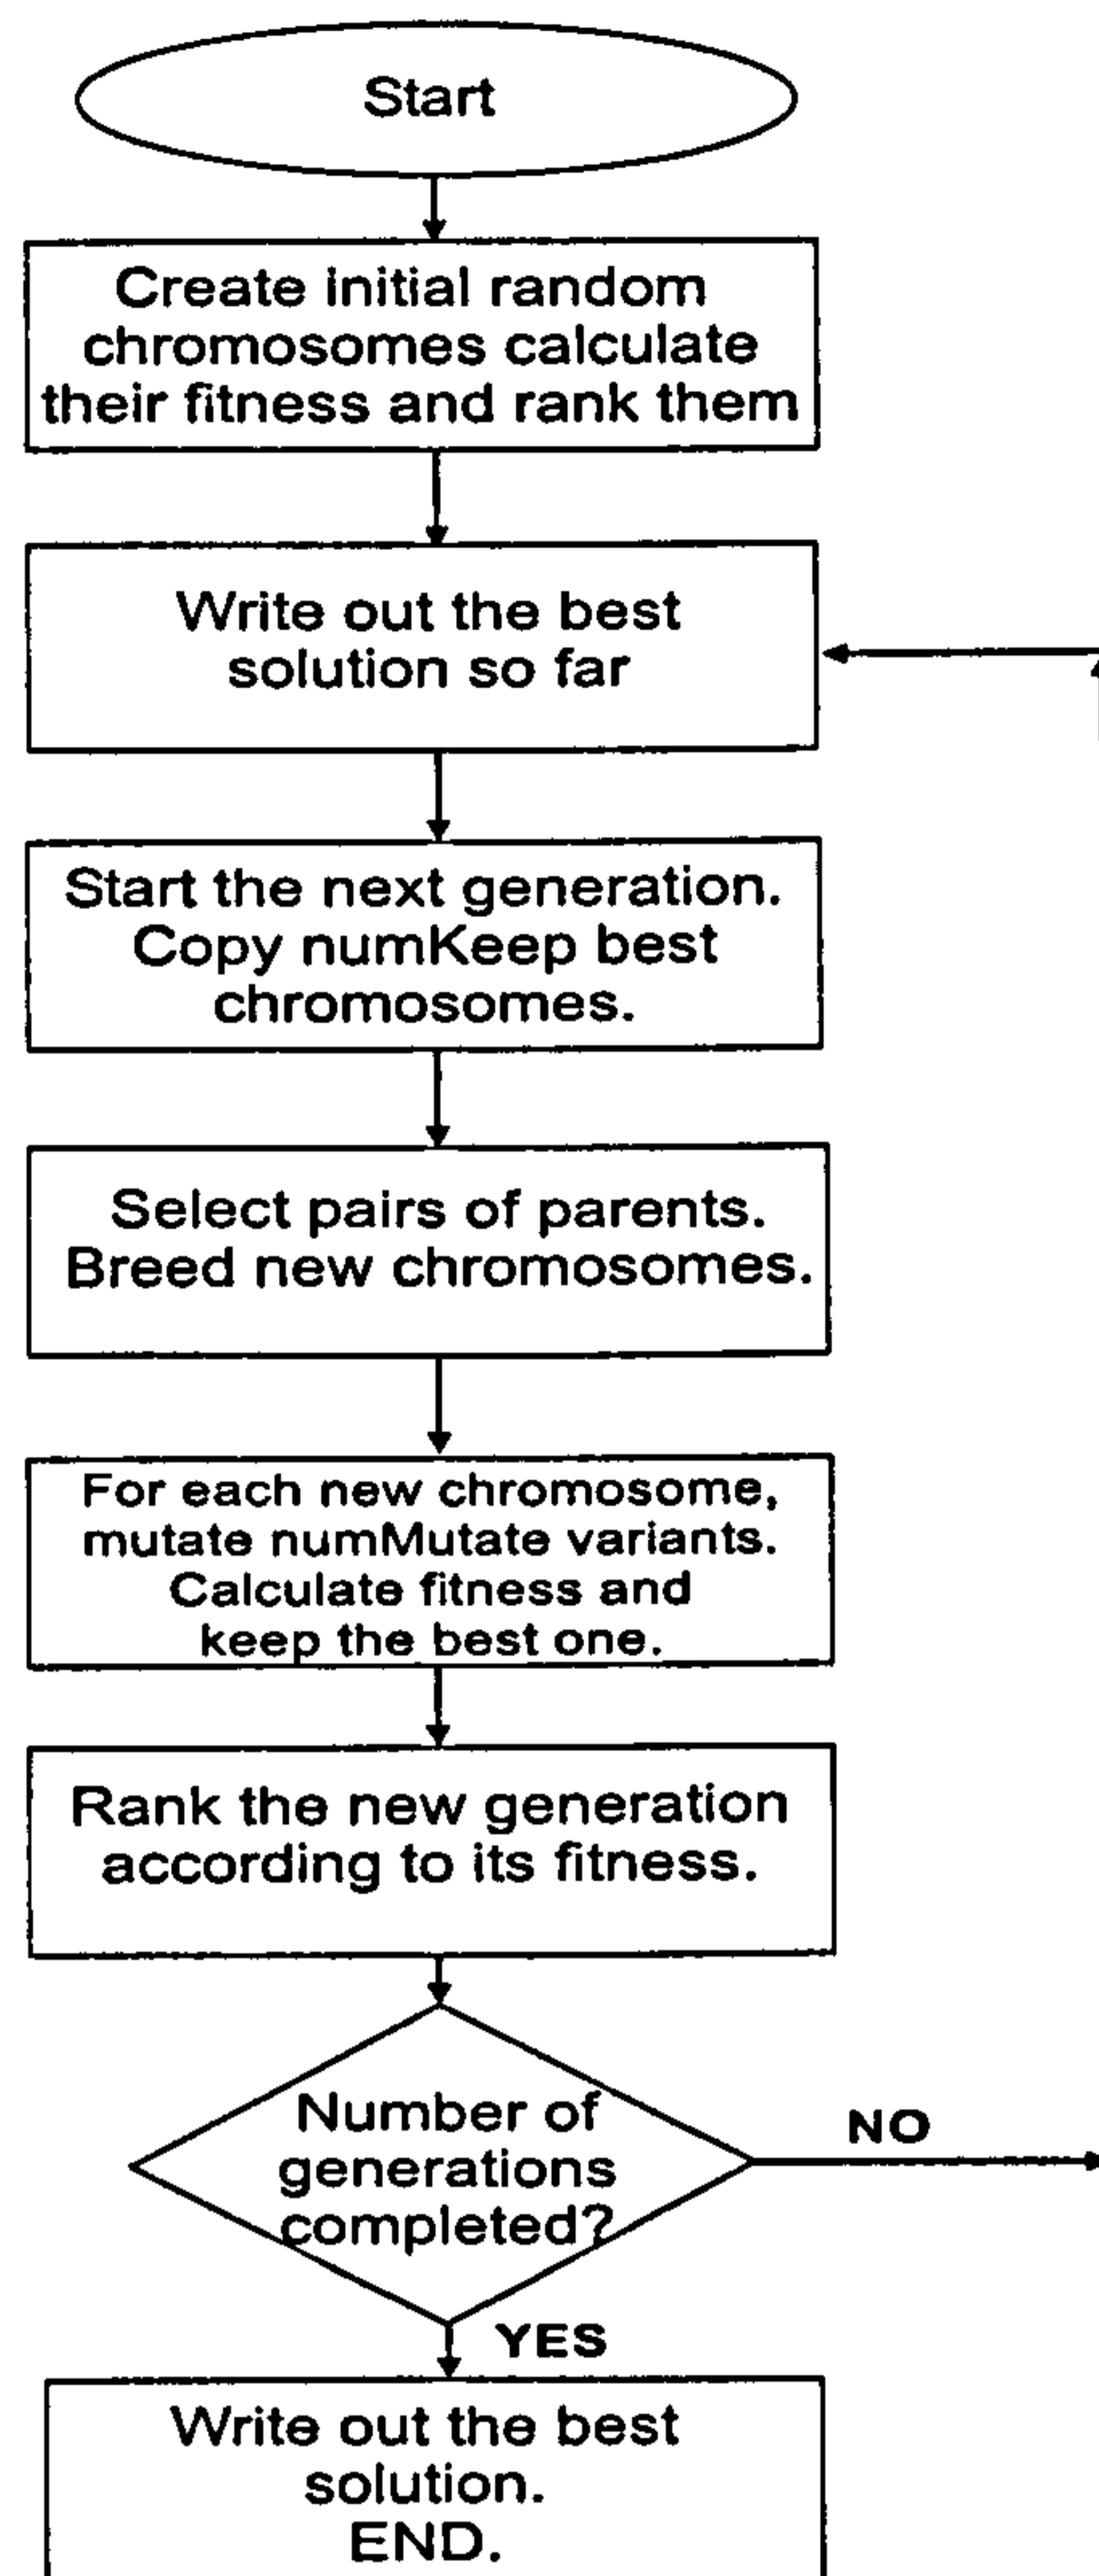 Start
Create initial random
chromosomes calculate
their fitness and rank them
Write out the best
solution so far
Start the next generation.
Copy numKeep best
chromosomes.
Select pairs of parents.
Breed new chromosomes.
For each new chromosome,
mutate numMutate variants.
Calculate fitness and
keep the best one.
Rank the new generation
according to its fitness.
Number of
generations
completed?
NO
YES
Write out the best
solution.
END.